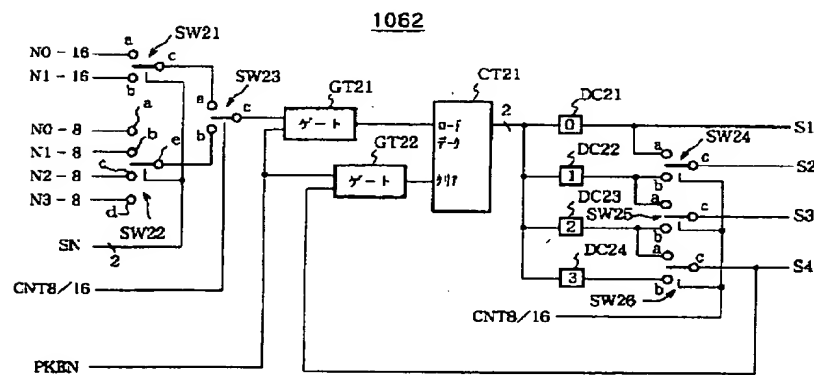 1062
SW21
a
N0 - 16
c
N1 - 16
b
SW23
a
c
b
GT21
ゲート
CT21
ロード
データ
クリア
2
DC21
0
S1
a
N0 - 8
b
N1 - 8
e
c
N2 - 8
N3 - 8
d
SW22
GT22
ゲート
DC22
1
SW24
a
c
S2
b
DC23
2
SW25
a
c
S3
b
DC24
3
a
c
S4
b
SW26
SN
2
CNT8/16
CNT8/16
PKEN